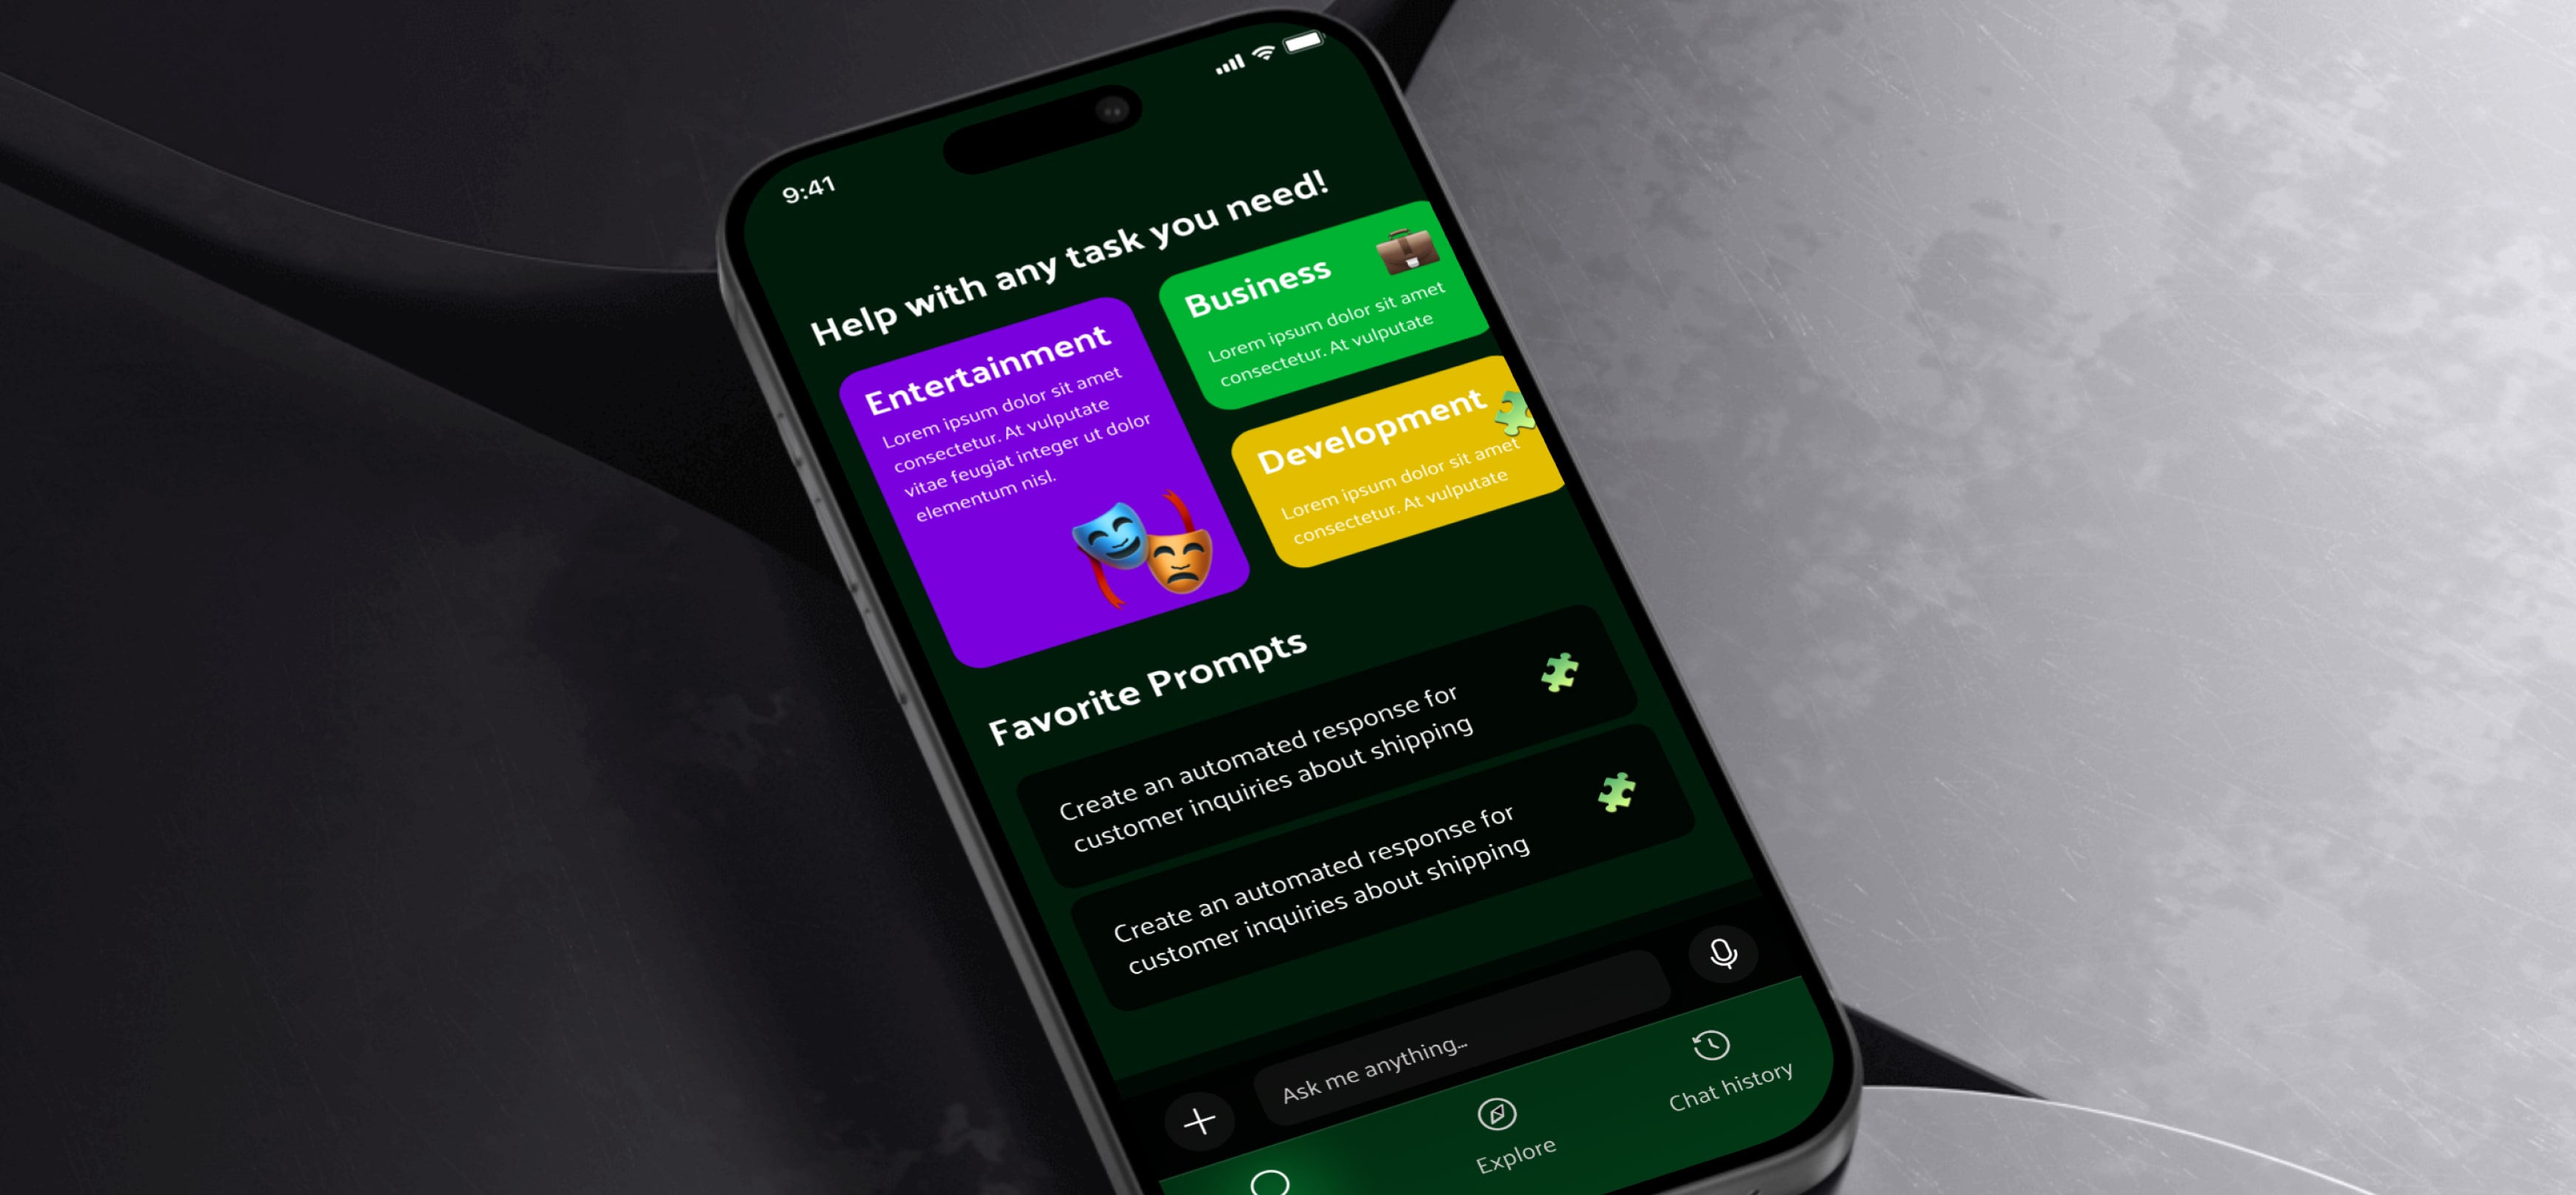 9:41
Help with any task you need!
Entertainment
Lorem ipsum dolor sit amet
consectetur. At vulputate
vitae feugiat integer ut dolor
elementum nisl.
Business
Lorem ipsum dolor sit amet
consectetur. At vulputate
Development
Lorem ipsum dolor sit amet
consectetur. At vulputate
Favorite Prompts
Create an automated response for
customer inquiries about shipping
Create an automated response for
customer inquiries about shipping
Ask me anything...
Explore
Chat history